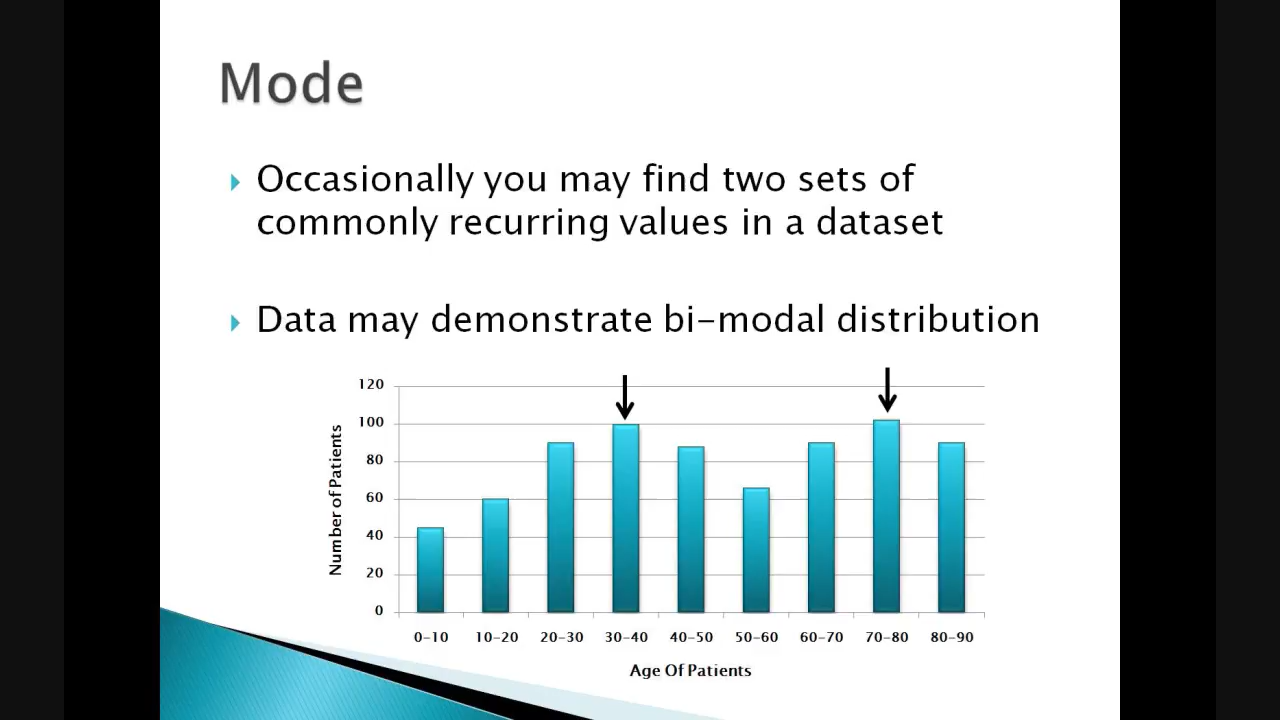 Mode
Occasionally you may find two sets of
commonly recurring values in a dataset
Data may demonstrate bi-modal distribution
120
100
80
60
40
20
0
Number of Patients
0-10 10-20 20-30 30-40 40-50 50-60 60-70 70-80 80-90
Age Of Patients